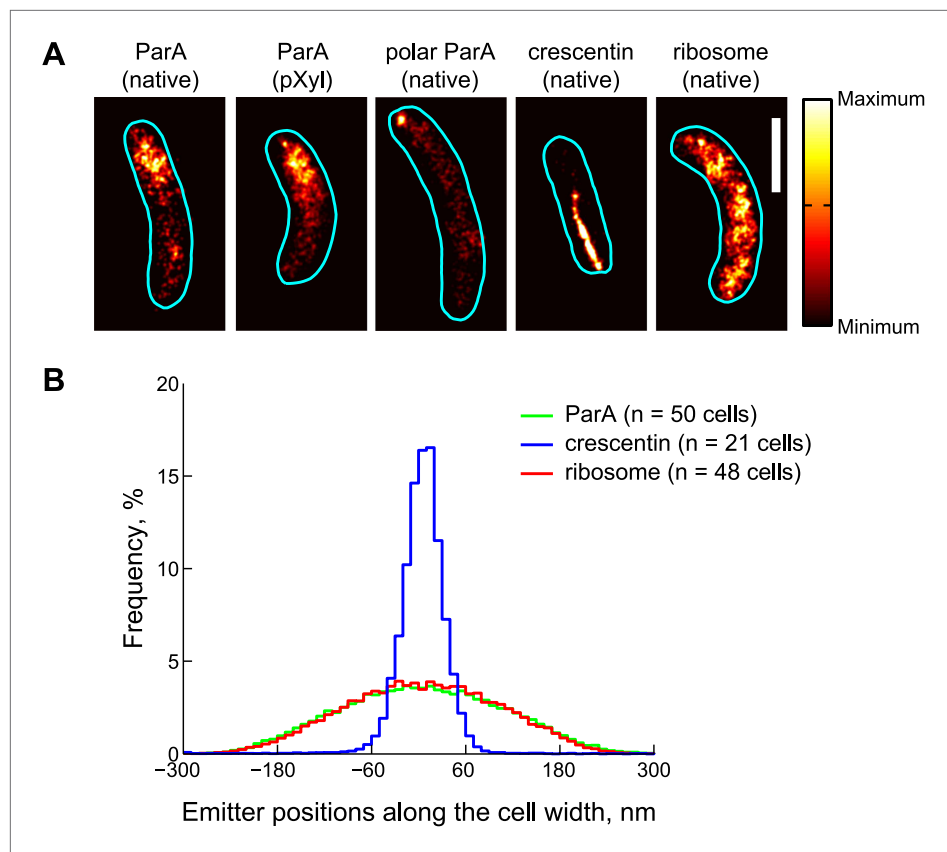 A
ParA
(native)
ParA
(pXyl)
polar ParA
(native)
crescentin
(native)
ribosome
(native)
Maximum
Minimum
B
20
15
10
5
0
Frequency, %
ParA (n = 50 cells)
crescentin (n = 21 cells)
ribosome (n = 48 cells)
−300
−180
−60
60
180
300
Emitter positions along the cell width, nm